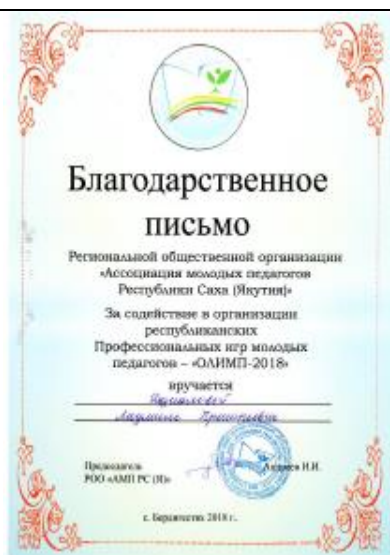 Благодарственное
письмо
Региональной общественной организации
«Ассоциация молодых педагогов
Республики Саха (Якутия)»
За содействие в организации
республиканских
Профессиональных игр молодых
педагогов – «ОЛИМП-2018»
вручается
Людмиле
Председатель
РОО «АМП РС (Я)»
И.И.
с. Бердигестях 2018 г.